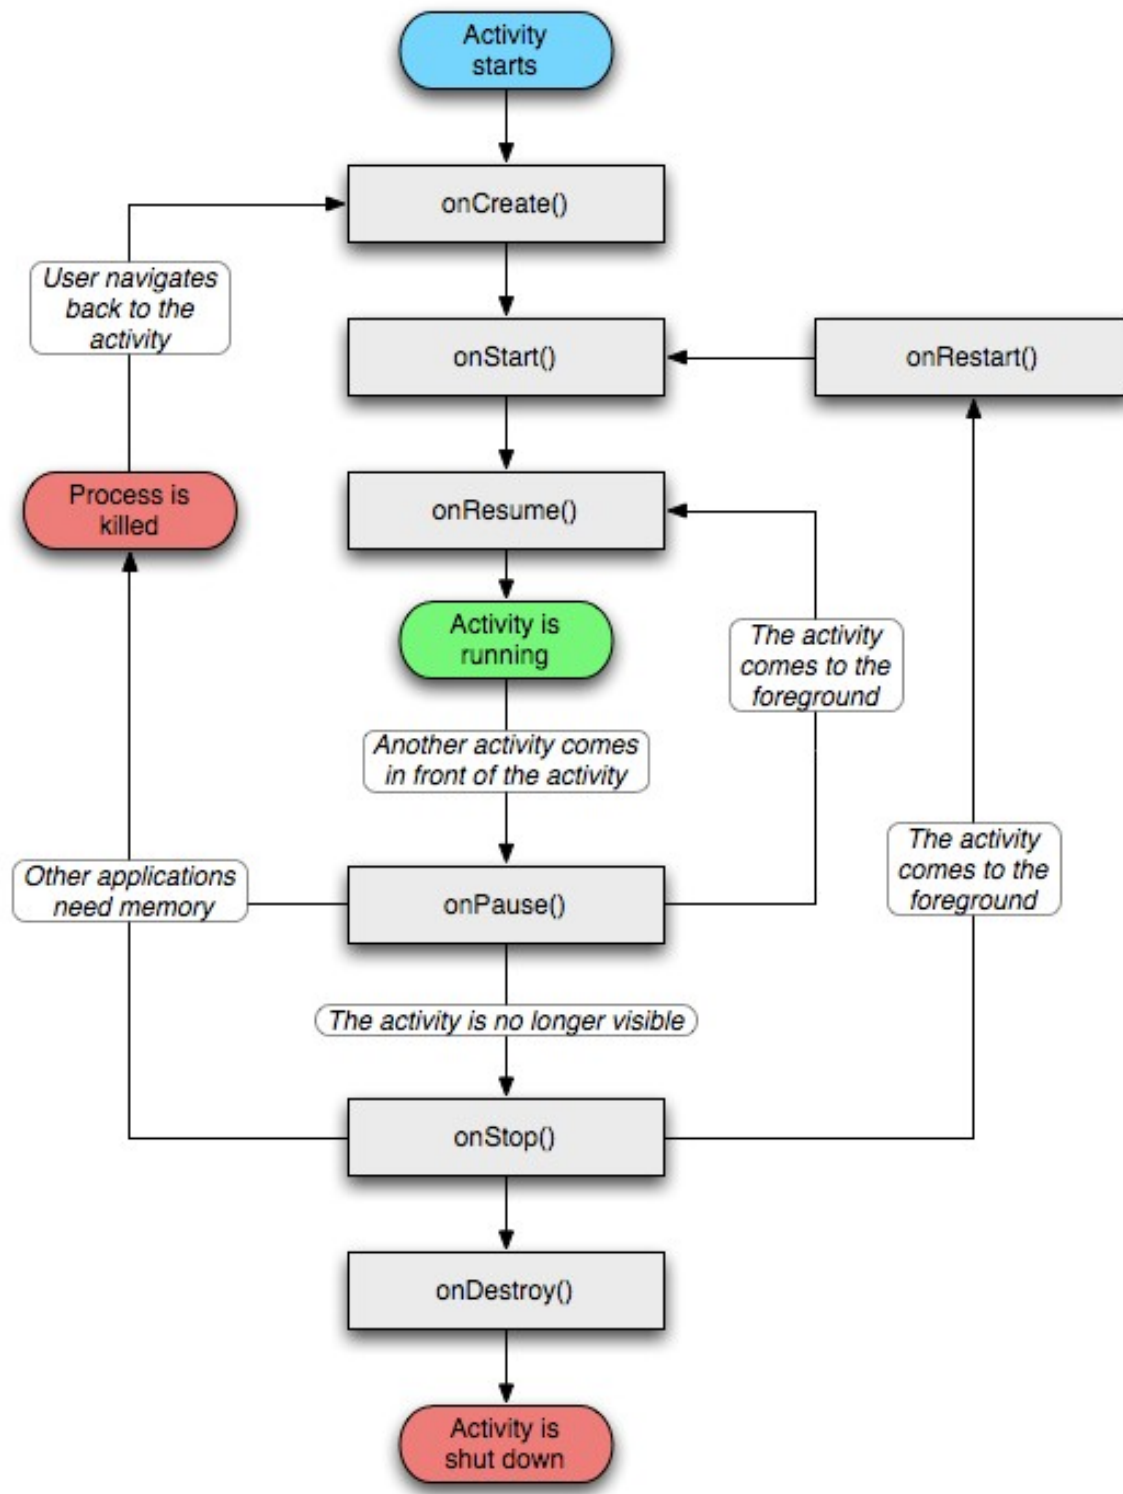 Activity
starts
onCreate()
User navigates
back to the
activity
onStart()
onRestart()
Process is
killed
onResume()
Activity is
running
The activity
comes to the
foreground
Another activity comes
in front of the activity
The activity
comes to the
foreground
Other applications
need memory
onPause()
The activity is no longer visible
onStop()
onDestroy()
Activity is
shut down